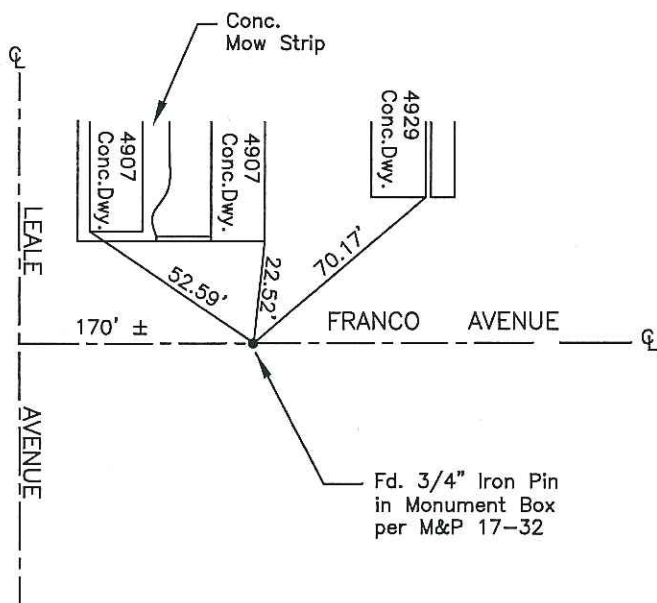 Conc.
Mow Strip
℄
4907
Conc.Dwy.
4907
Conc.Dwy.
4929
Conc.Dwy.
LEALE
AVENUE
52.59'
22.52'
70.17'
170' ±
FRANCO AVENUE
℄
Fd. 3/4" Iron Pin
in Monument Box
per M&P 17-32